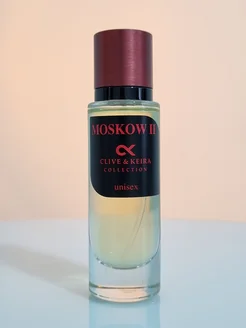 MOSKOW II
CLIVE & KEIRA
COLLECTION
unisex